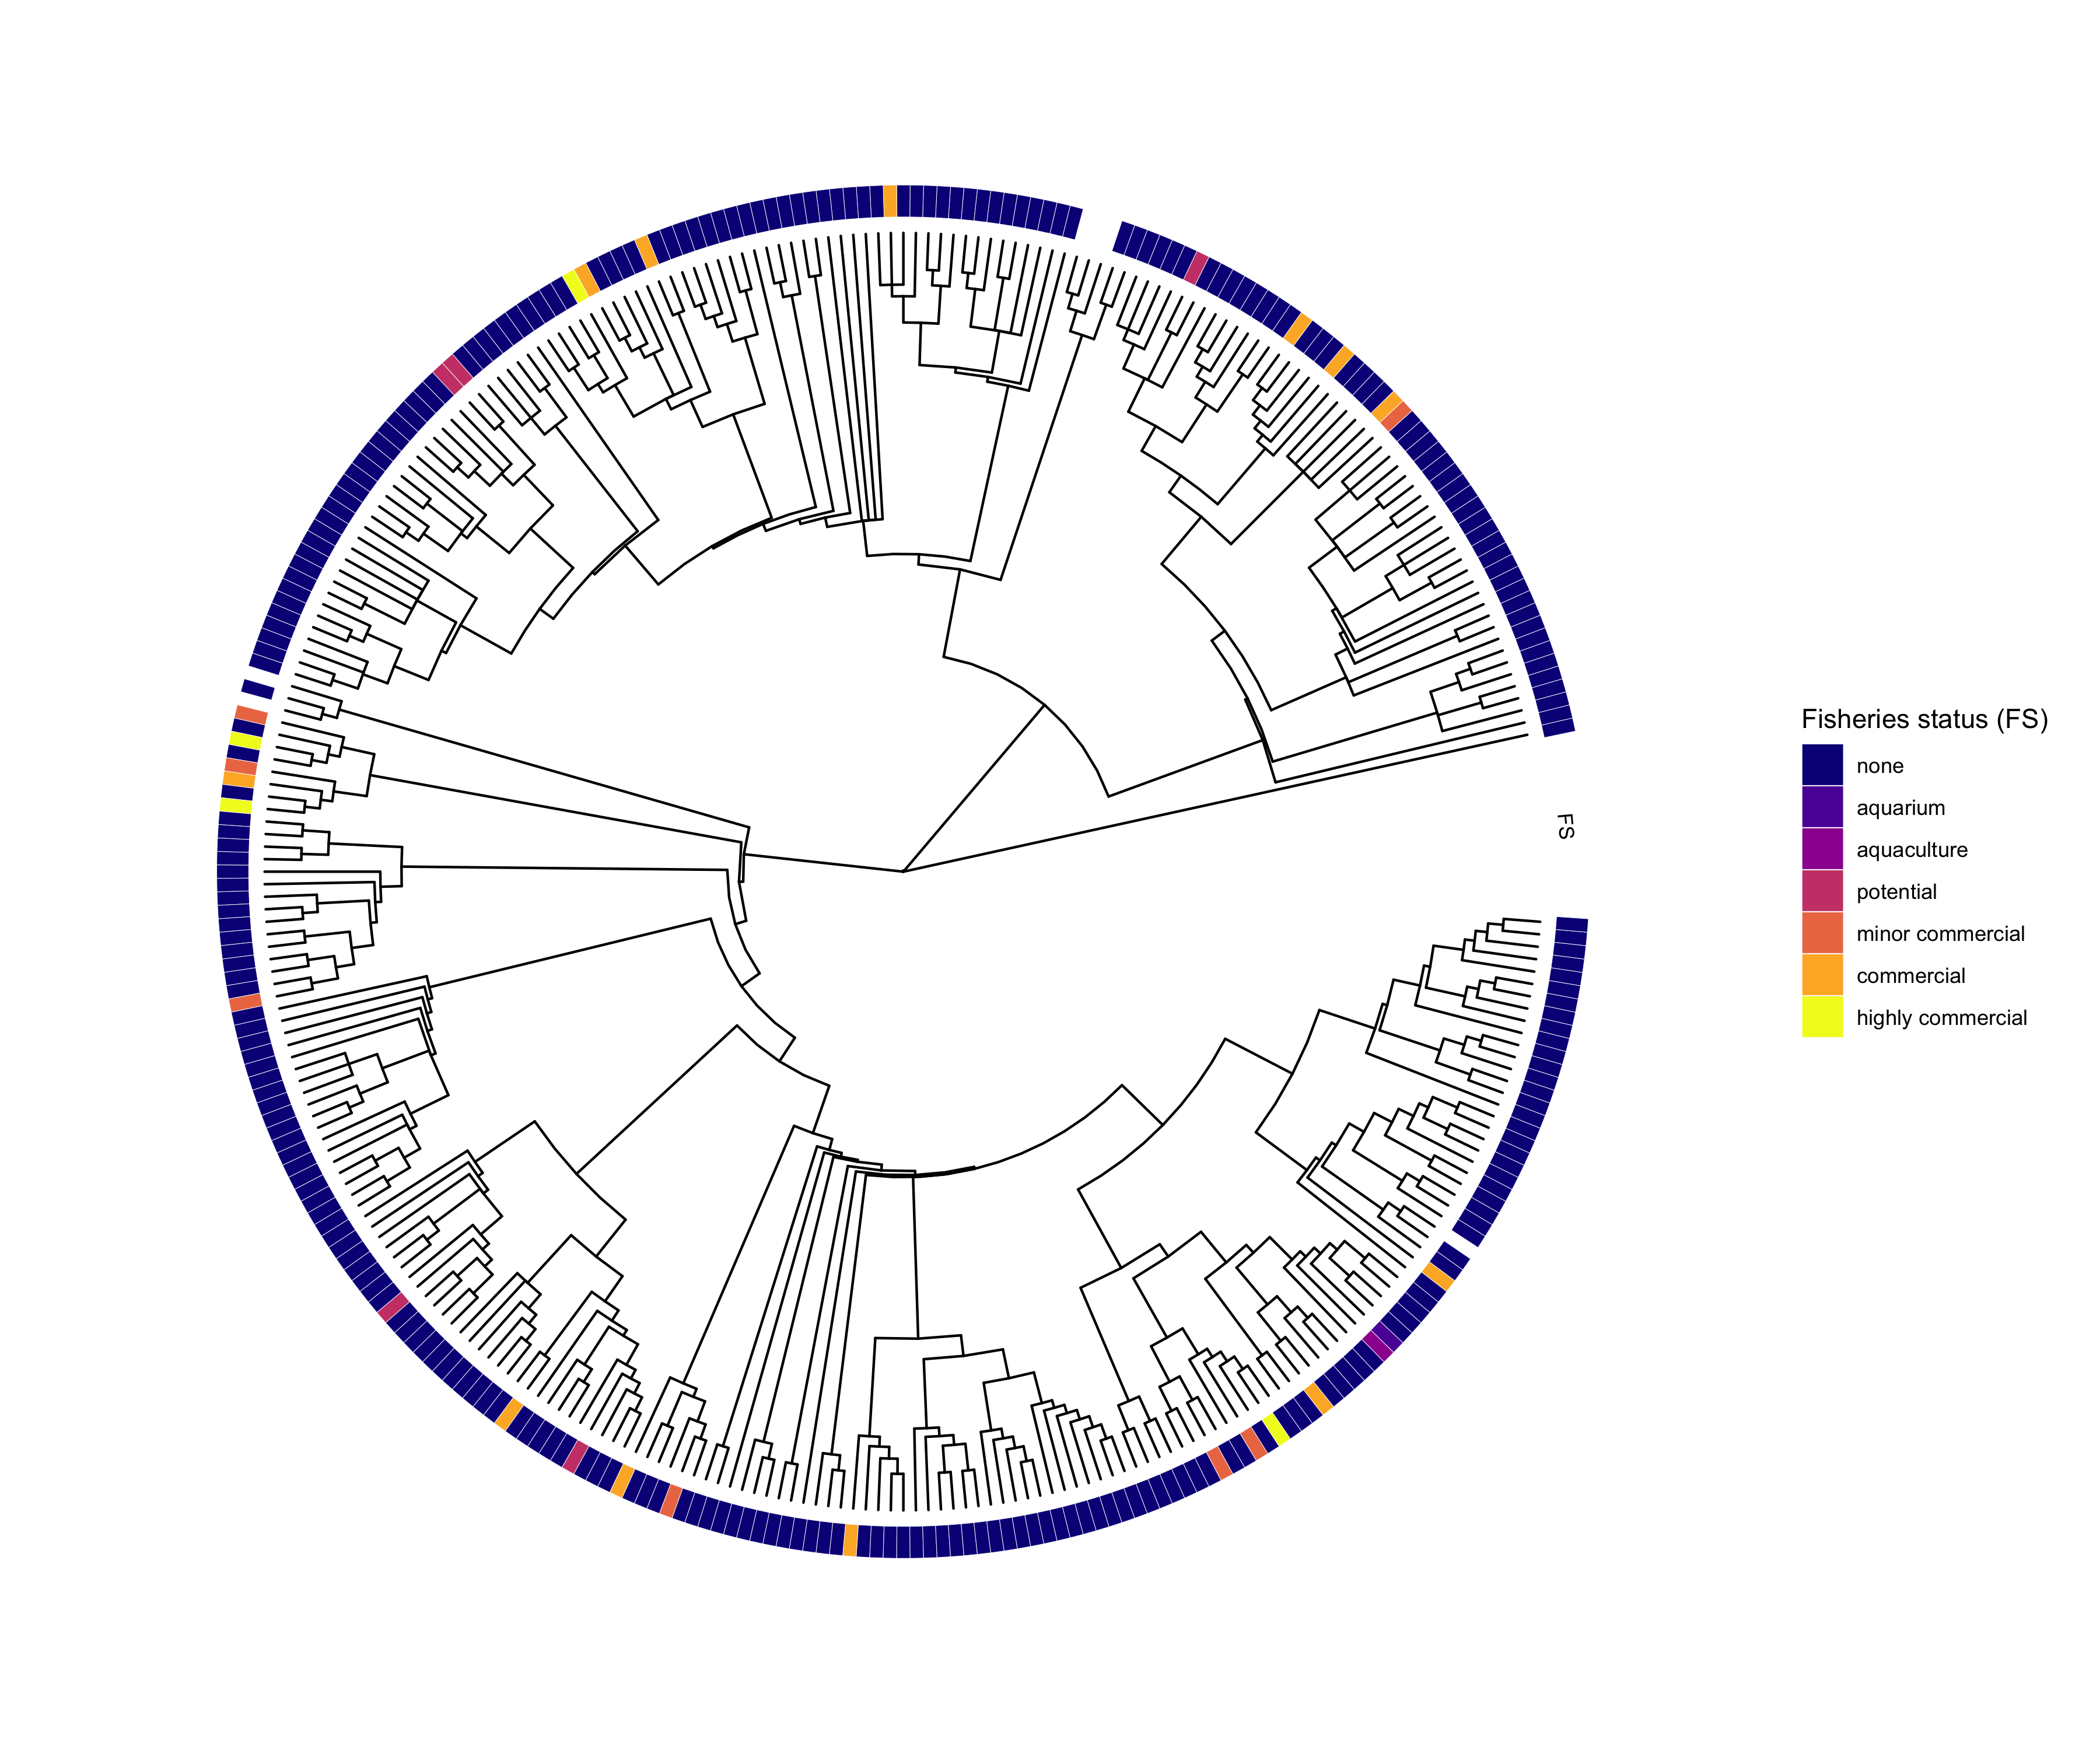 Fisheries status (FS)
none
aquarium
aquaculture
potential
minor commercial
commercial
highly commercial
FS